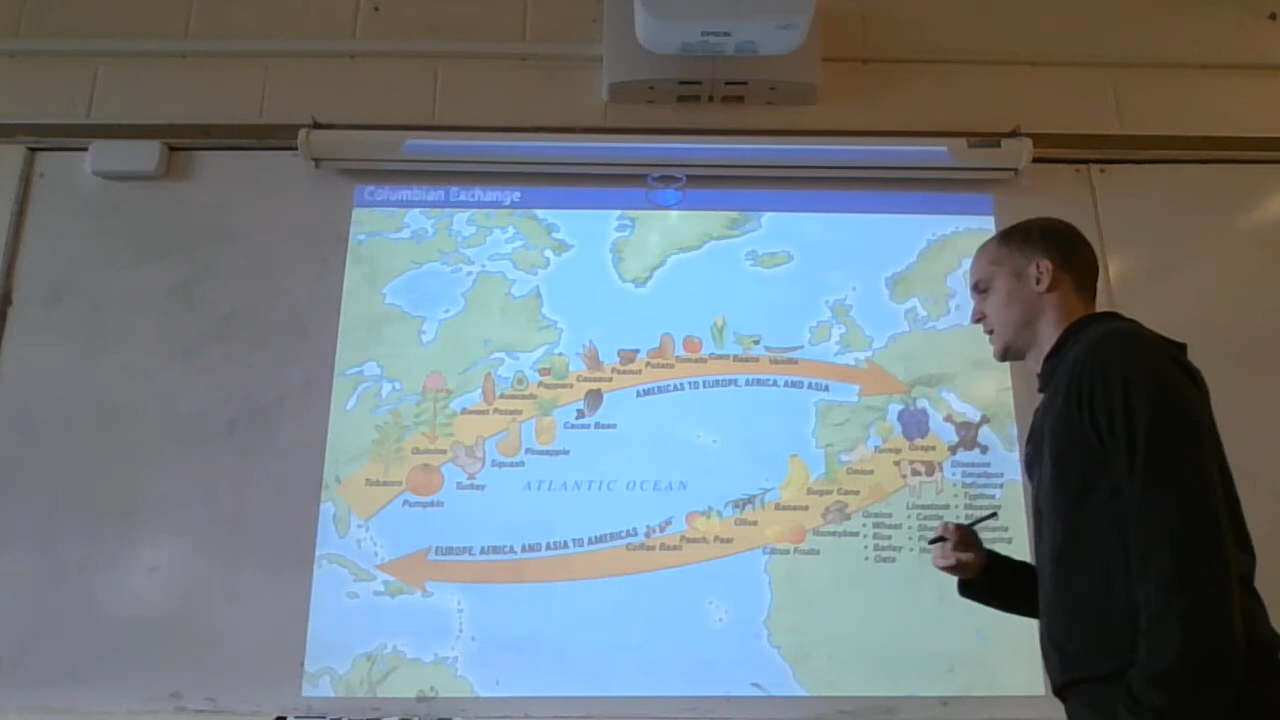 EPSON
Columbian Exchange
Vanilla
Beans
Corn
Tomato
Potato
Peanut
Cassava
Peppers
Avocado
Sweet Potato
AMERICAS TO EUROPE, AFRICA, AND ASIA
Cacao Bean
Pineapple
Squash
Quinine
Turkey
Tobacco
Pumpkin
ATLANTIC OCEAN
Turnip
Grape
Onion
Sugar Cane
Banana
Olive
Peach, Pear
Coffee Bean
Citrus Fruits
Honeybee
EUROPE, AFRICA, AND ASIA TO AMERICAS
Grains
• Wheat
• Rice
• Barley
• Oats
Livestock
• Cattle
Diseases
• Smallpox
• Influenza
• Typhus
• Measles